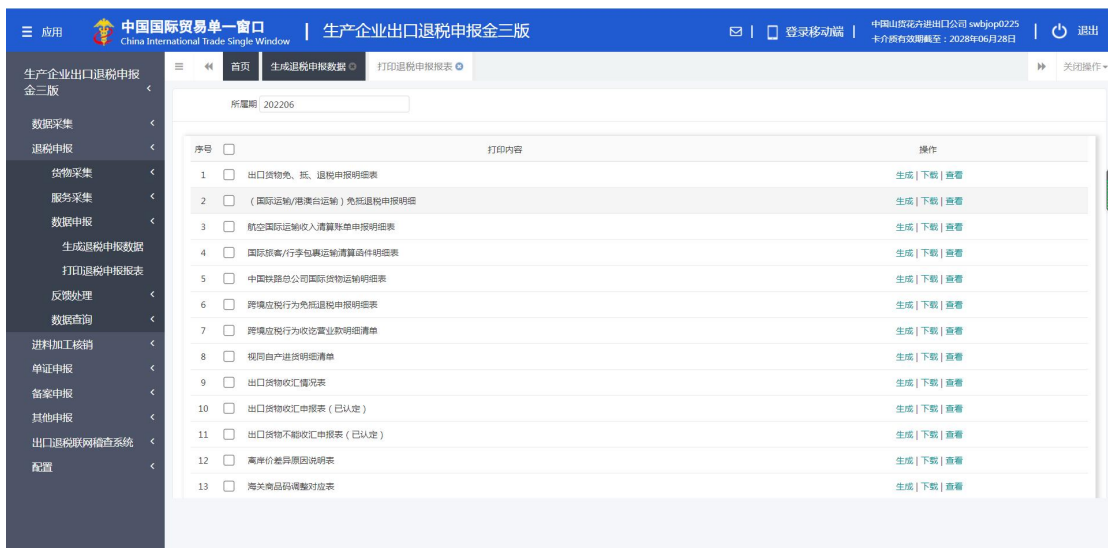 应用
中国国际贸易单一窗口
China International Trade Single Window
生产企业出口退税申报金三版
登录移动端
中国山货花卉进出口公司 swbjop0225
卡介质有效期截至：2028年06月28日
退出
生产企业出口退税申报
金三版
数据采集
退税申报
货物采集
服务采集
数据申报
生成退税申报数据
打印退税申报报表
反馈处理
数据查询
进料加工核销
单证申报
备案申报
其他申报
出口退税联网稽查系统
配置
首页
生成退税申报数据
打印退税申报报表
关闭操作
所属期 202206
序号 打印内容 操作
1 出口货物免、抵、退税申报明细表 生成 | 下载 | 查看
2 （国际运输/港澳台运输）免抵退税申报明细 生成 | 下载 | 查看
3 航空国际运输收入清算账单申报明细表 生成 | 下载 | 查看
4 国际旅客/行李包裹运输清算函件明细表 生成 | 下载 | 查看
5 中国铁路总公司国际货物运输明细表 生成 | 下载 | 查看
6 跨境应税行为免抵退税申报明细表 生成 | 下载 | 查看
7 跨境应税行为收讫营业款明细清单 生成 | 下载 | 查看
8 视同自产进货明细清单 生成 | 下载 | 查看
9 出口货物收汇情况表 生成 | 下载 | 查看
10 出口货物收汇申报表（已认定） 生成 | 下载 | 查看
11 出口货物不能收汇申报表（已认定） 生成 | 下载 | 查看
12 离岸价差异原因说明表 生成 | 下载 | 查看
13 海关商品码调整对应表 生成 | 下载 | 查看